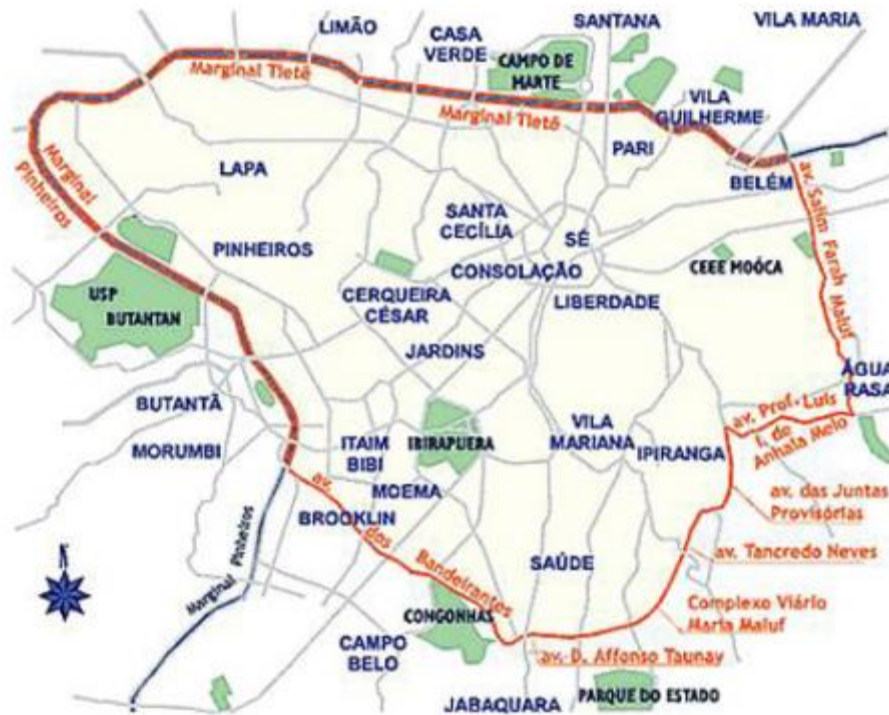 LIMÃO
CASA
VERDE
SANTANA
VILA MARIA
CAMPO DE
MARTE
Marginal Tietê
Marginal Tietê
VILA
GUILHERME
PARI
BELÉM
Marginal
Pinheiros
LAPA
SANTA
CECÍLIA
SÉ
av. Salim Farah Maluf
PINHEIROS
CONSOLAÇÃO
CEEE MOÓCA
USP
BUTANTAN
CERQUEIRA
CÉSAR
LIBERDADE
JARDINS
ÁGUA
RASA
BUTANTÃ
MORUMBI
ITAIM
BIBI
IBIRAPUERA
VILA
MARIANA
IPIRANGA
av. Prof. Luis
I. de
Anhaia Melo
MOEMA
BROOKLIN
av. dos Bandeirantes
av. das Juntas
Provisórias
Marginal Pinheiros
N
SAÚDE
av. Tancredo Neves
CONGONHAS
Complexo Viário
Maria Maluf
CAMPO
BELO
av. D. Affonso Taunay
JABAQUARA
PARQUE DO ESTADO